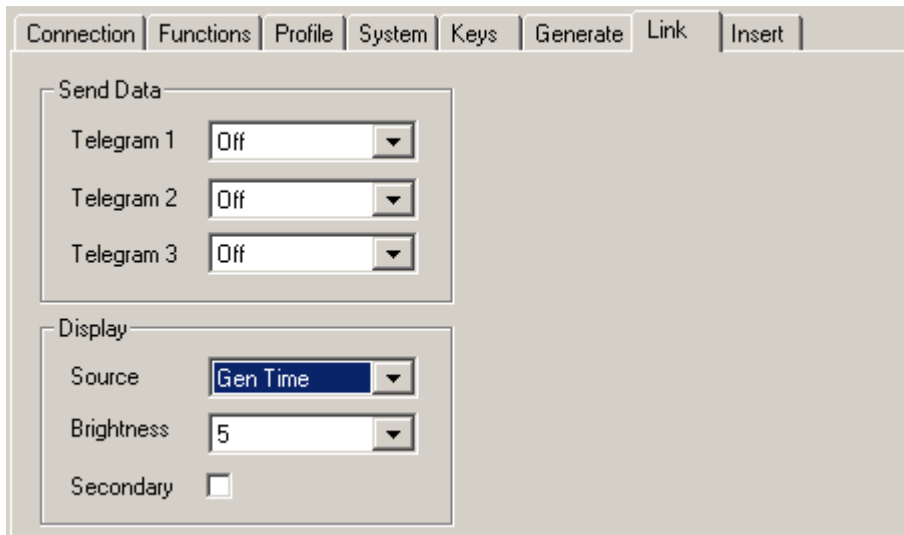 Connection Functions Profile System Keys Generate Link Insert
Send Data
Telegram 1 Off
Telegram 2 Off
Telegram 3 Off
Display
Source Gen Time
Brightness 5
Secondary